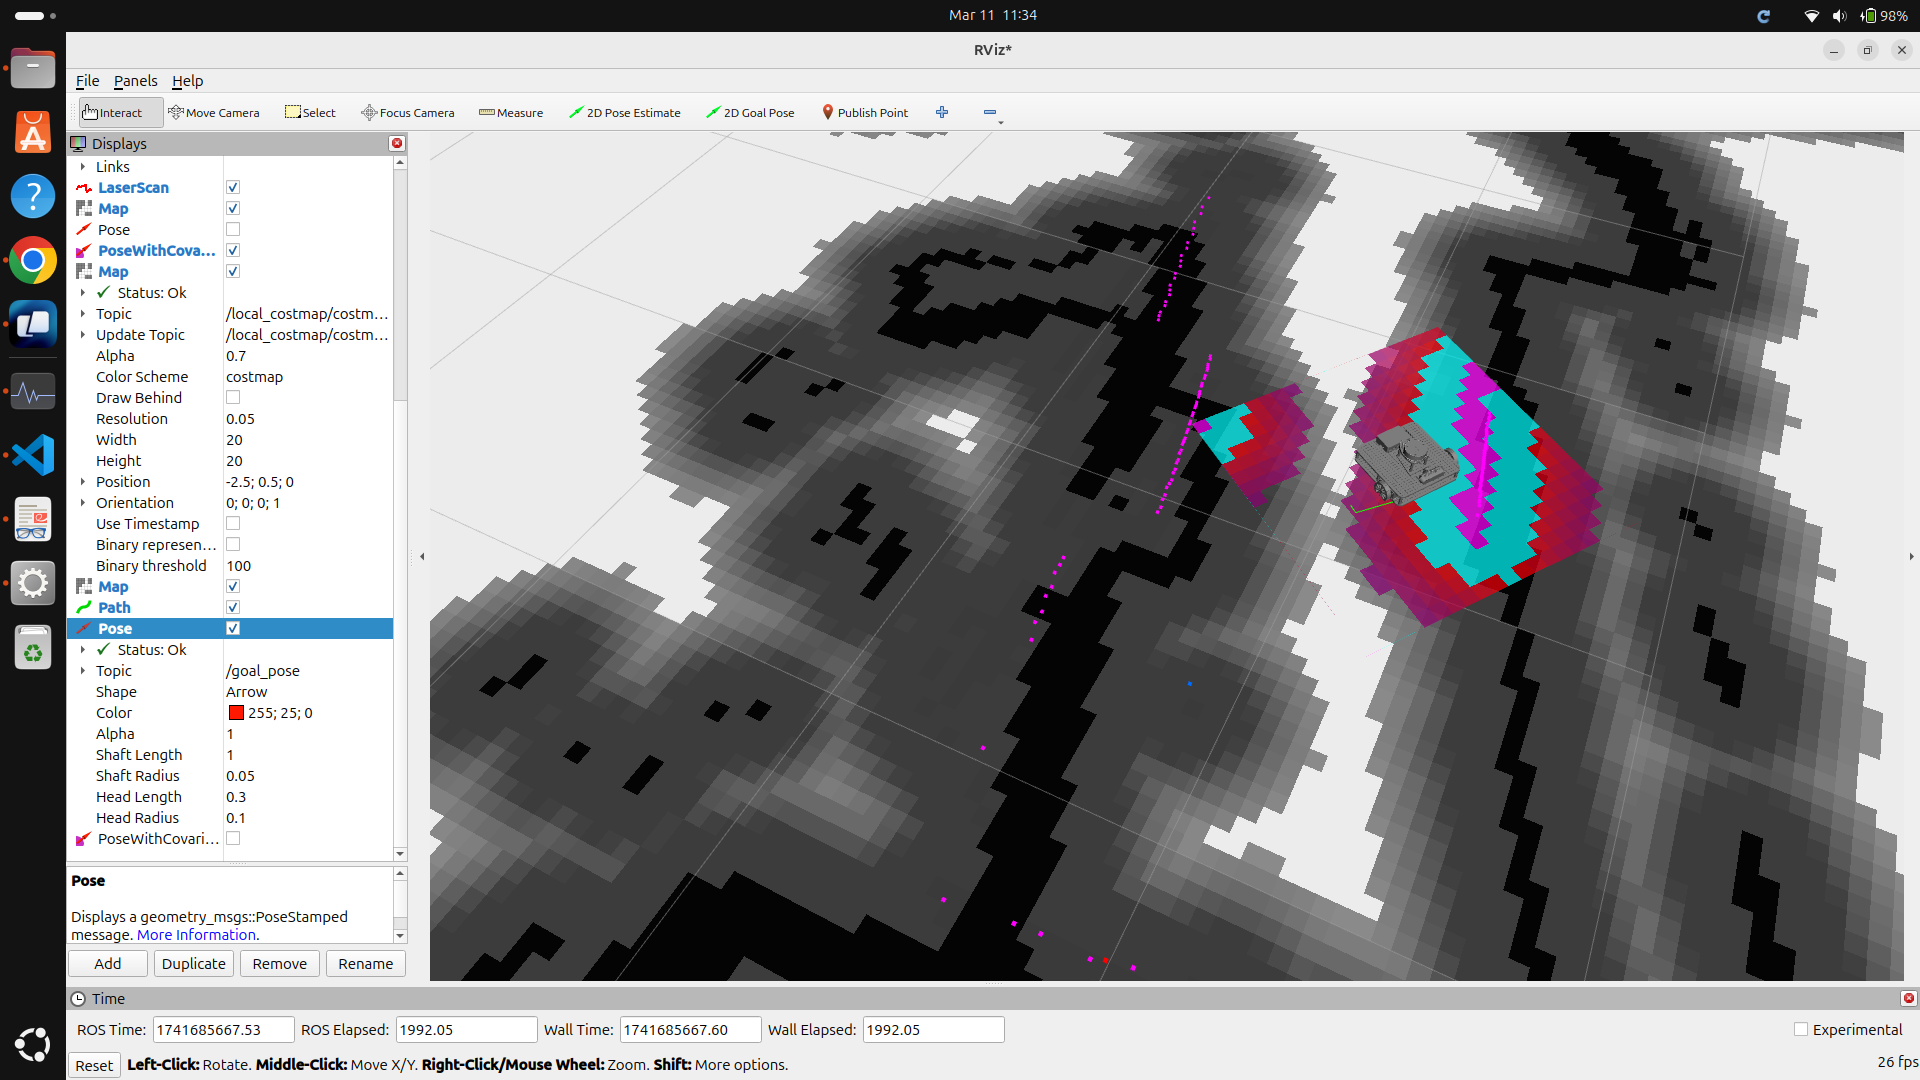 Mar 11 11:34
98%
RViz*
File Panels Help
Interact Move Camera Select Focus Camera Measure 2D Pose Estimate 2D Goal Pose Publish Point
Displays
Links
LaserScan
Map
Pose
PoseWithCova...
Map
Status: Ok
Topic /local_costmap/costm...
Update Topic /local_costmap/costm...
Alpha 0.7
Color Scheme costmap
Draw Behind
Resolution 0.05
Width 20
Height 20
Position -2.5; 0.5; 0
Orientation 0; 0; 0; 1
Use Timestamp
Binary represen...
Binary threshold 100
Map
Path
Pose
Status: Ok
Topic /goal_pose
Shape Arrow
Color 255; 25; 0
Alpha 1
Shaft Length 1
Shaft Radius 0.05
Head Length 0.3
Head Radius 0.1
PoseWithCovari...
Pose
Displays a geometry_msgs::PoseStamped
message. More Information.
Add Duplicate Remove Rename
Time
ROS Time: 1741685667.53 ROS Elapsed: 1992.05 Wall Time: 1741685667.60 Wall Elapsed: 1992.05 Experimental
Reset Left-Click: Rotate. Middle-Click: Move X/Y. Right-Click/Mouse Wheel: Zoom. Shift: More options. 26 fps